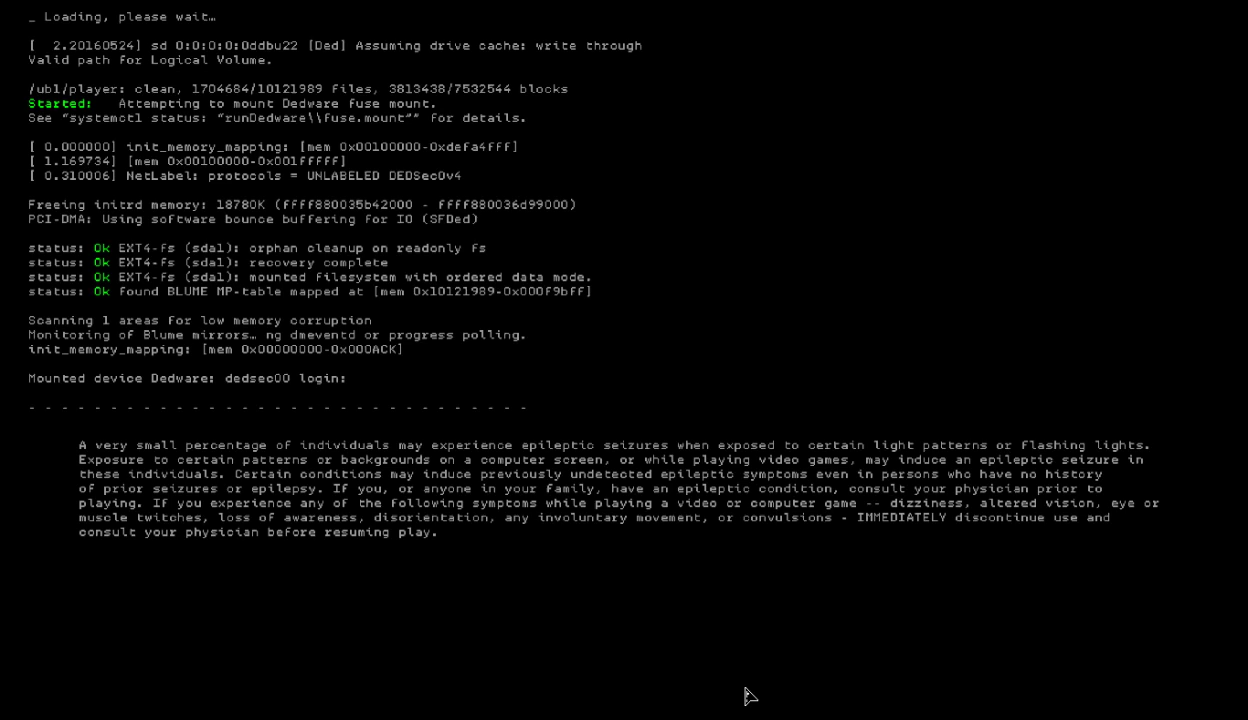 _ Loading, please wait…
[  2.20160524] sd 0:0:0:0:0ddbu22 [Ded] Assuming drive cache: write through
Valid path for Logical Volume.
/ubi/player: clean, 1704684/10121989 files, 3813438/7532544 blocks
Started:   Attempting to mount Dedware fuse mount.
See "systemctl status: "runDedware\\fuse.mount"" for details.
[ 0.000000] init_memory_mapping: [mem 0x00100000-0xdefa4fff]
[ 1.169734] [mem 0x00100000-0x001fffff]
[ 0.310006] NetLabel: protocols = UNLABELED DEDSecOv4
Freeing initrd memory: 18780K (ffff880035b42000 - ffff880036d99000)
PCI-DMA: Using software bounce buffering for IO (SFDed)
status: Ok EXT4-fs (sda1): orphan cleanup on readonly fs
status: Ok EXT4-fs (sda1): recovery complete
status: Ok EXT4-fs (sda1): mounted filesystem with ordered data mode.
status: Ok found BLUME MP-table mapped at [mem 0x10121989-0x000f9bff]
Scanning 1 areas for low memory corruption
Monitoring of Blume mirrors… ng dmeventd or progress polling.
init_memory_mapping: [mem 0x00000000-0x000ACK]
Mounted device Dedware: dedsec00 login:
- - - - - - - - - - - - - - - - - - - - - - - - - - - - - - -
A very small percentage of individuals may experience epileptic seizures when exposed to certain light patterns or flashing lights.
Exposure to certain patterns or backgrounds on a computer screen, or while playing video games, may induce an epileptic seizure in
these individuals. Certain conditions may induce previously undetected epileptic symptoms even in persons who have no history
of prior seizures or epilepsy. If you, or anyone in your family, have an epileptic condition, consult your physician prior to
playing. If you experience any of the following symptoms while playing a video or computer game -- dizziness, altered vision, eye or
muscle twitches, loss of awareness, disorientation, any involuntary movement, or convulsions - IMMEDIATELY discontinue use and
consult your physician before resuming play.